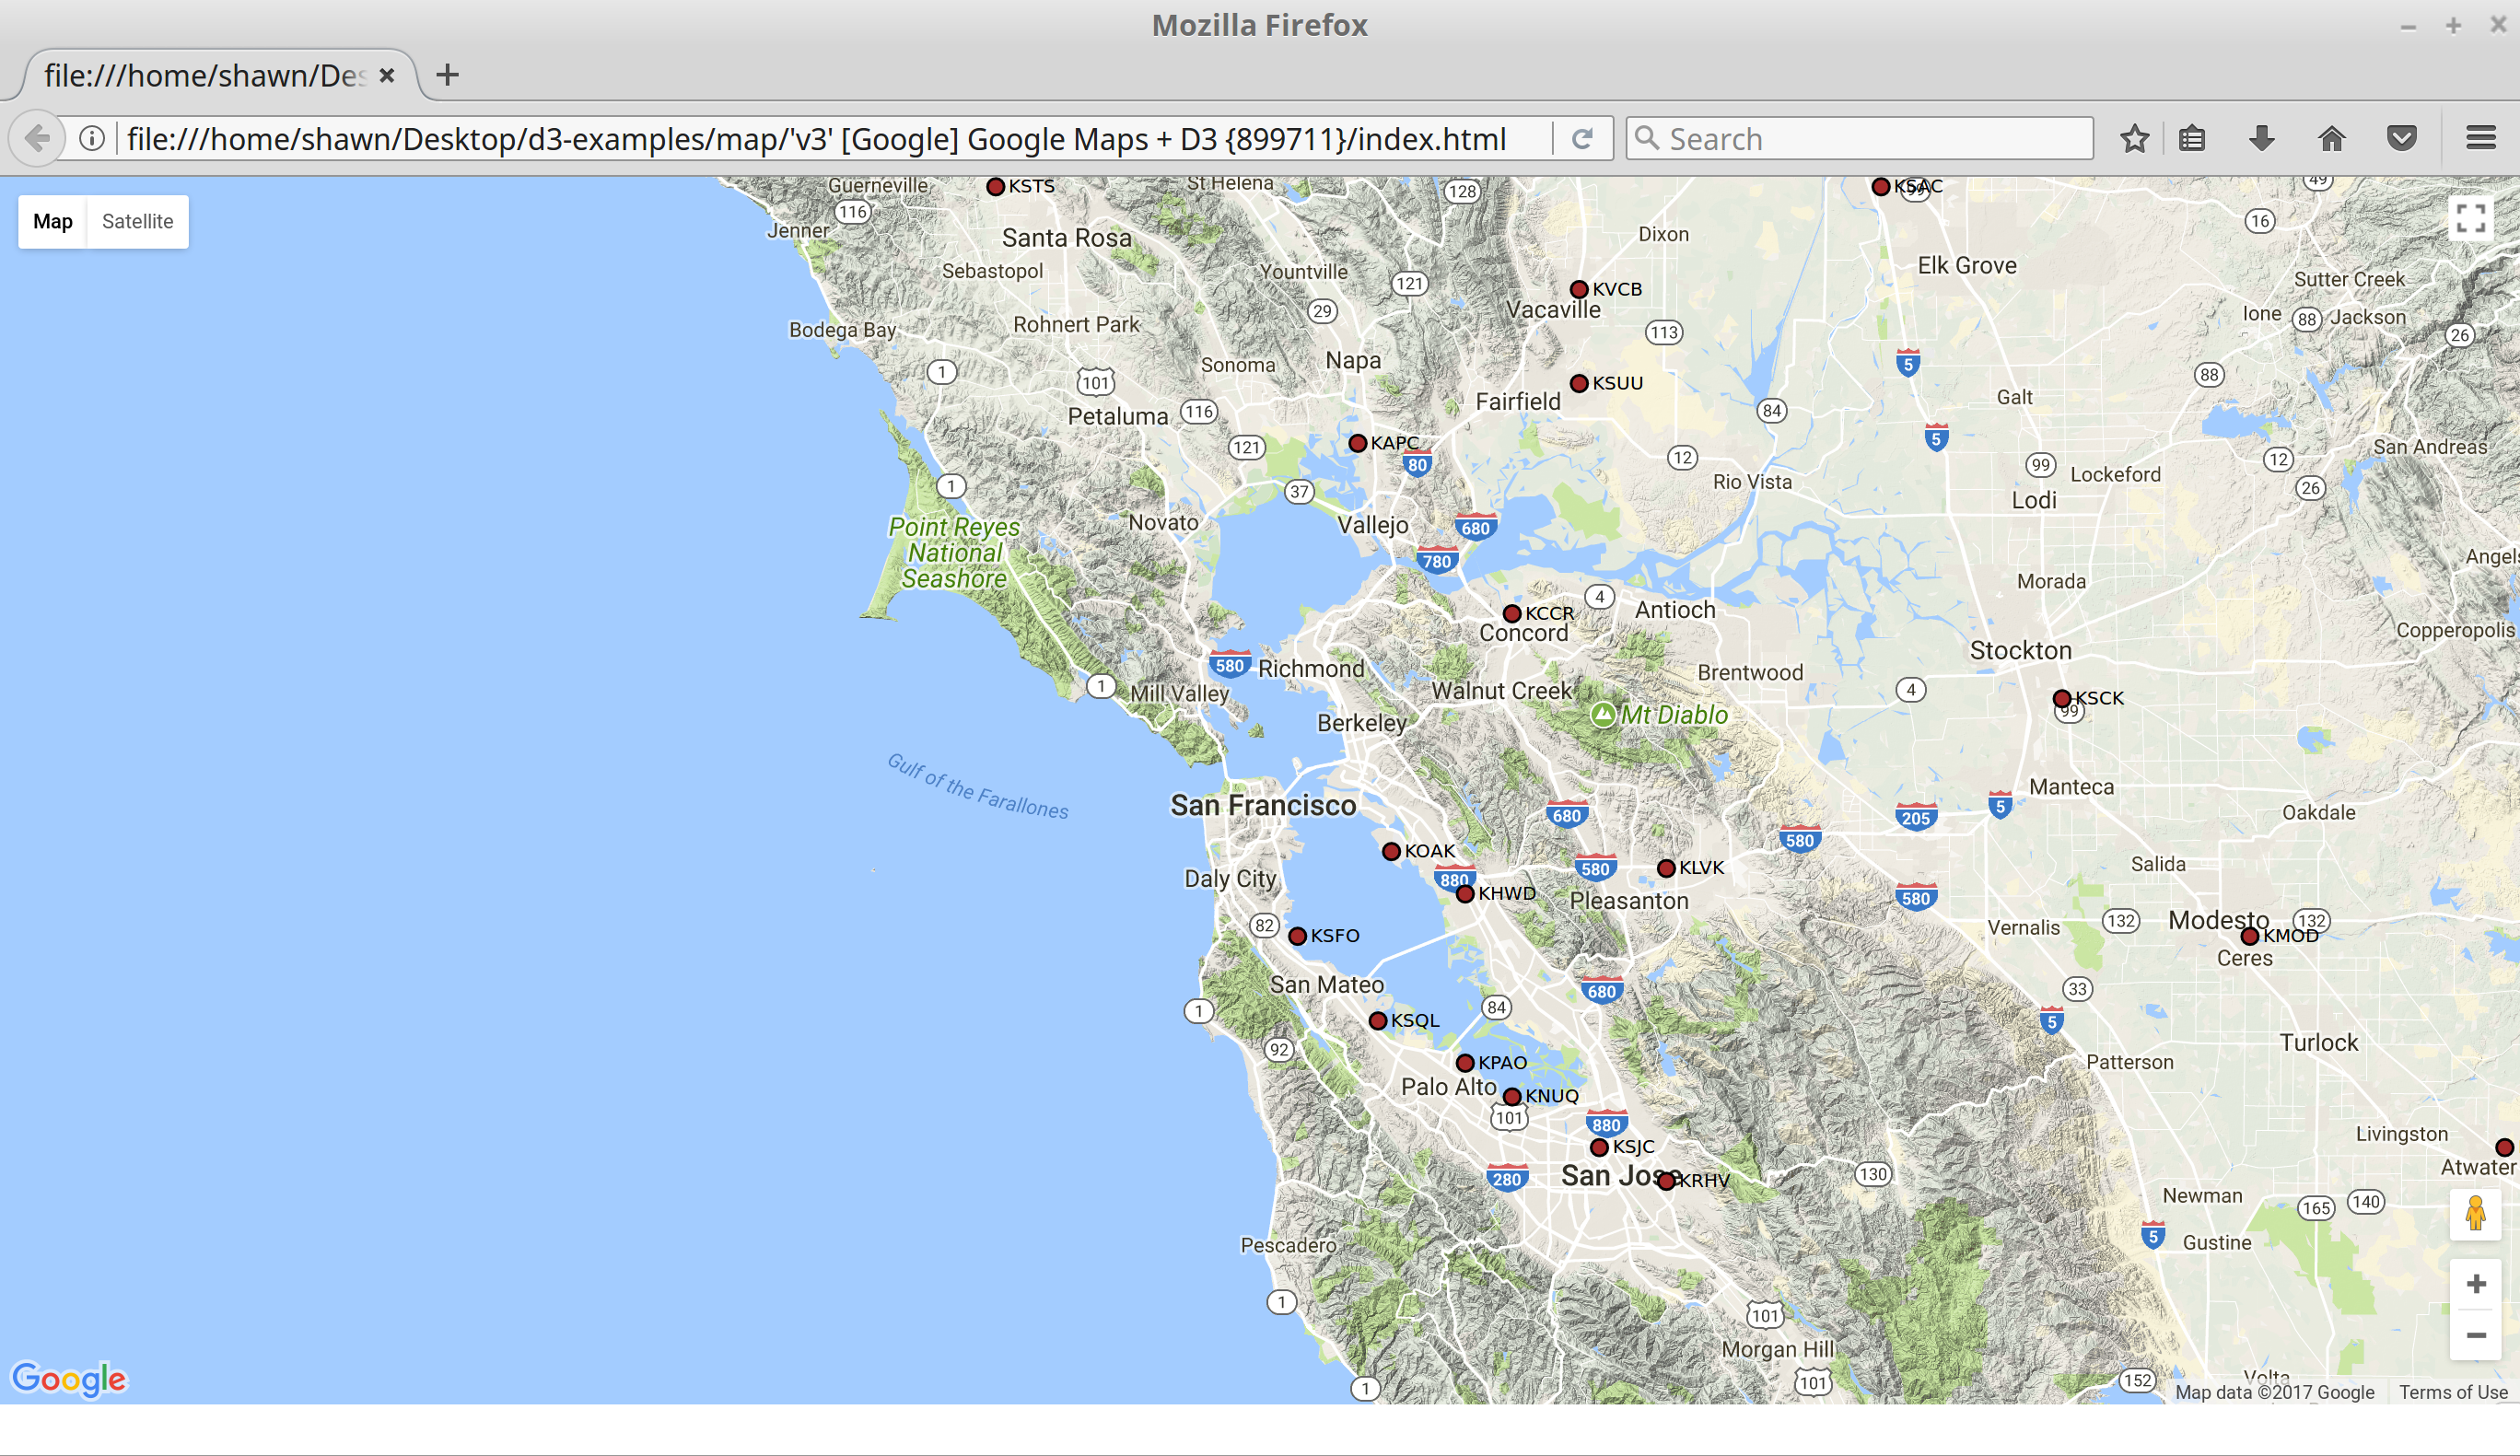 Mozilla Firefox
file:///home/shawn/Des
file:///home/shawn/Desktop/d3-examples/map/'v3' [Google] Google Maps + D3 {899711}/index.html
Search
Map Satellite
Guerneville
KSTS
St Helena
128
KSAC
99
49
116
Jenner
Santa Rosa
Dixon
16
Sebastopol
Yountville
121
Elk Grove
Sutter Creek
KVCB
Vacaville
Bodega Bay
Rohnert Park
29
113
Ione
88
Jackson
26
1
101
Sonoma
Napa
KSUU
5
88
Petaluma
116
Fairfield
84
Galt
121
KAPC
80
12
5
San Andreas
99
Lockeford
12
1
37
Rio Vista
Lodi
26
Point Reyes
National
Seashore
Novato
Vallejo
680
780
Angels
Morada
4
Antioch
KCCR
Concord
Copperopolis
580
Richmond
Stockton
1
Mill Valley
Walnut Creek
Brentwood
4
KSCK
99
Berkeley
Mt Diablo
Gulf of the Farallones
San Francisco
680
205
5
Manteca
Oakdale
580
KOAK
Daly City
880
580
KLVK
Salida
KHWD
Pleasanton
580
82
KSFO
Vernalis
132
Modesto
132
KMOD
Ceres
San Mateo
680
33
1
84
KSQL
5
92
KPAO
Turlock
Patterson
Palo Alto
KNUQ
101
880
KSJC
Livingston
San Jose
KRHV
280
130
Atwater
Newman
165
140
Pescadero
5
Gustine
1
101
Morgan Hill
101
1
152
Volta
Google
Map data ©2017 Google
Terms of Use